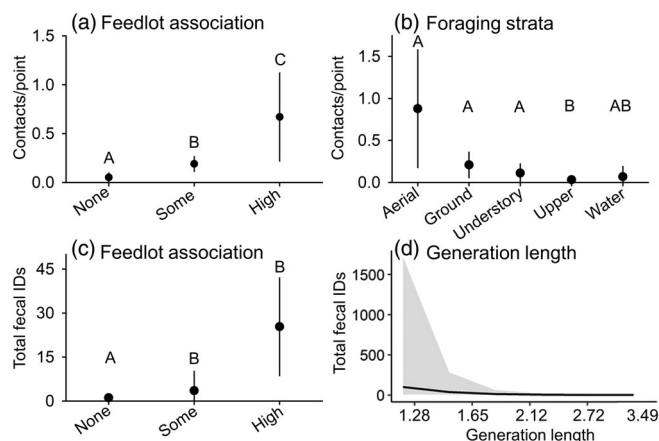 (a) Feedlot association
Contacts/point
1.5
1.0
0.5
0.0
A
B
C
None
Some
High
(b) Foraging strata
Contacts/point
1.5
1.0
0.5
0.0
A
A
A
B
AB
Aerial
Ground
Understory
Upper
Water
(c) Feedlot association
Total fecal IDs
45
30
15
0
A
B
B
None
Some
High
(d) Generation length
Total fecal IDs
1500
1000
500
0
1.28 1.65 2.12 2.72 3.49
Generation length